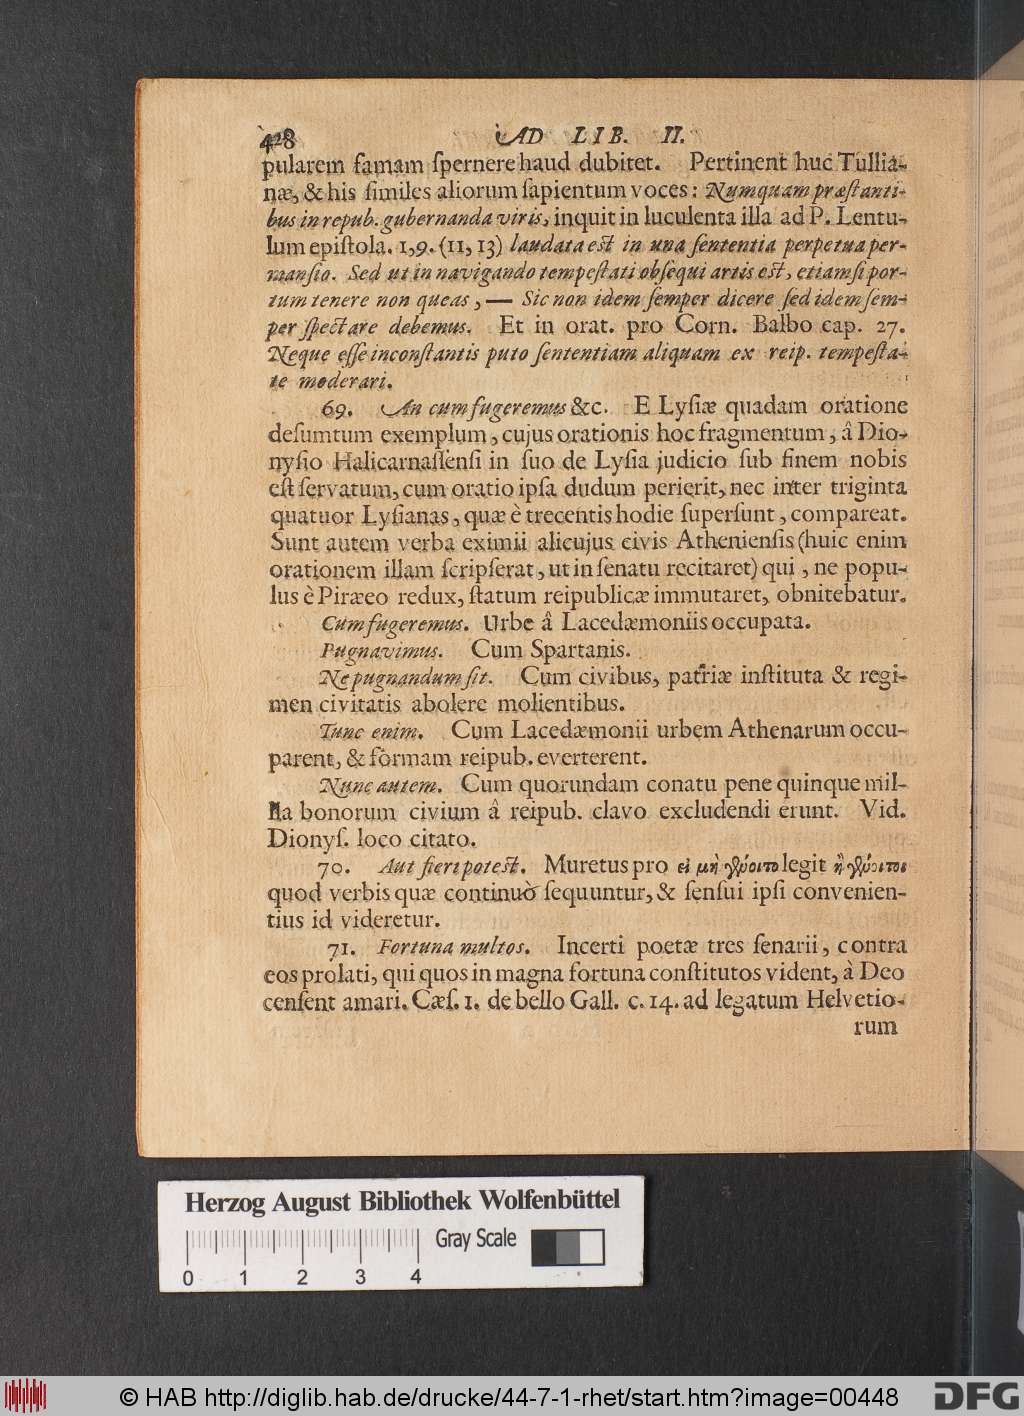 428 AD LIB. II.
pularem famam ſpernere haud dubitet. Pertinent huc Tullia-
næ, & his ſimiles aliorum ſapientum voces: Numquam præſtanti-
bus in repub. gubernanda viris, inquit in luculenta illa ad P. Lentu-
lum epiſtola. 1,9. (11, 13) laudata eſt in una ſententia perpetua per-
manſio. Sed ut in navigando tempeſtati obſequi artis eſt, etiamſi por-
tum tenere non queas, — Sic non idem ſemper dicere ſed idem ſem-
per ſpectare debemus. Et in orat. pro Corn. Balbo cap. 27.
Neque eſſe inconſtantis puto ſententiam aliquam ex reip. tempeſta-
te moderari.
69. An cum fugeremus &c. E Lyſiæ quadam oratione
deſumtum exemplum, cujus orationis hoc fragmentum, â Dio-
nyſio Halicarnaſſenſi in ſuo de Lyſia judicio ſub finem nobis
eſt ſervatum, cum oratio ipſa dudum perierit, nec inter triginta
quatuor Lyſianas, quæ è trecentis hodie ſuperſunt, compareat.
Sunt autem verba eximii alicujus civis Athenienſis (huic enim
orationem illam ſcripſerat, ut in ſenatu recitaret) qui, ne popu-
lus è Piræeo redux, ſtatum reipublicæ immutaret, obnitebatur.
Cum fugeremus. Urbe â Lacedæmoniis occupata.
Pugnavimus. Cum Spartanis.
Ne pugnandum ſit. Cum civibus, patriæ inſtituta & regi-
men civitatis abolere molientibus.
Tunc enim. Cum Lacedæmonii urbem Athenarum occu-
parent, & formam reipub. everterent.
Nunc autem. Cum quorundam conatu pene quinque mil-
lia bonorum civium â reipub. clavo excludendi erunt. Vid.
Dionyſ. loco citato.
70. Aut fieri poteſt. Muretus pro εἰ μὴ γένοιτο legit ἢ γένοιτο·
quod verbis quæ continuò ſequuntur, & ſenſui ipſi convenien-
tius id videretur.
71. Fortuna multos. Incerti poetæ tres ſenarii, contra
eos prolati, qui quos in magna fortuna conſtitutos vident, à Deo
cenſent amari. Cæſ. 1. de bello Gall. c. 14. ad legatum Helvetio-
rum
Herzog August Bibliothek Wolfenbüttel
Gray Scale
0 1 2 3 4
© HAB http://diglib.hab.de/drucke/44-7-1-rhet/start.htm?image=00448
DFG